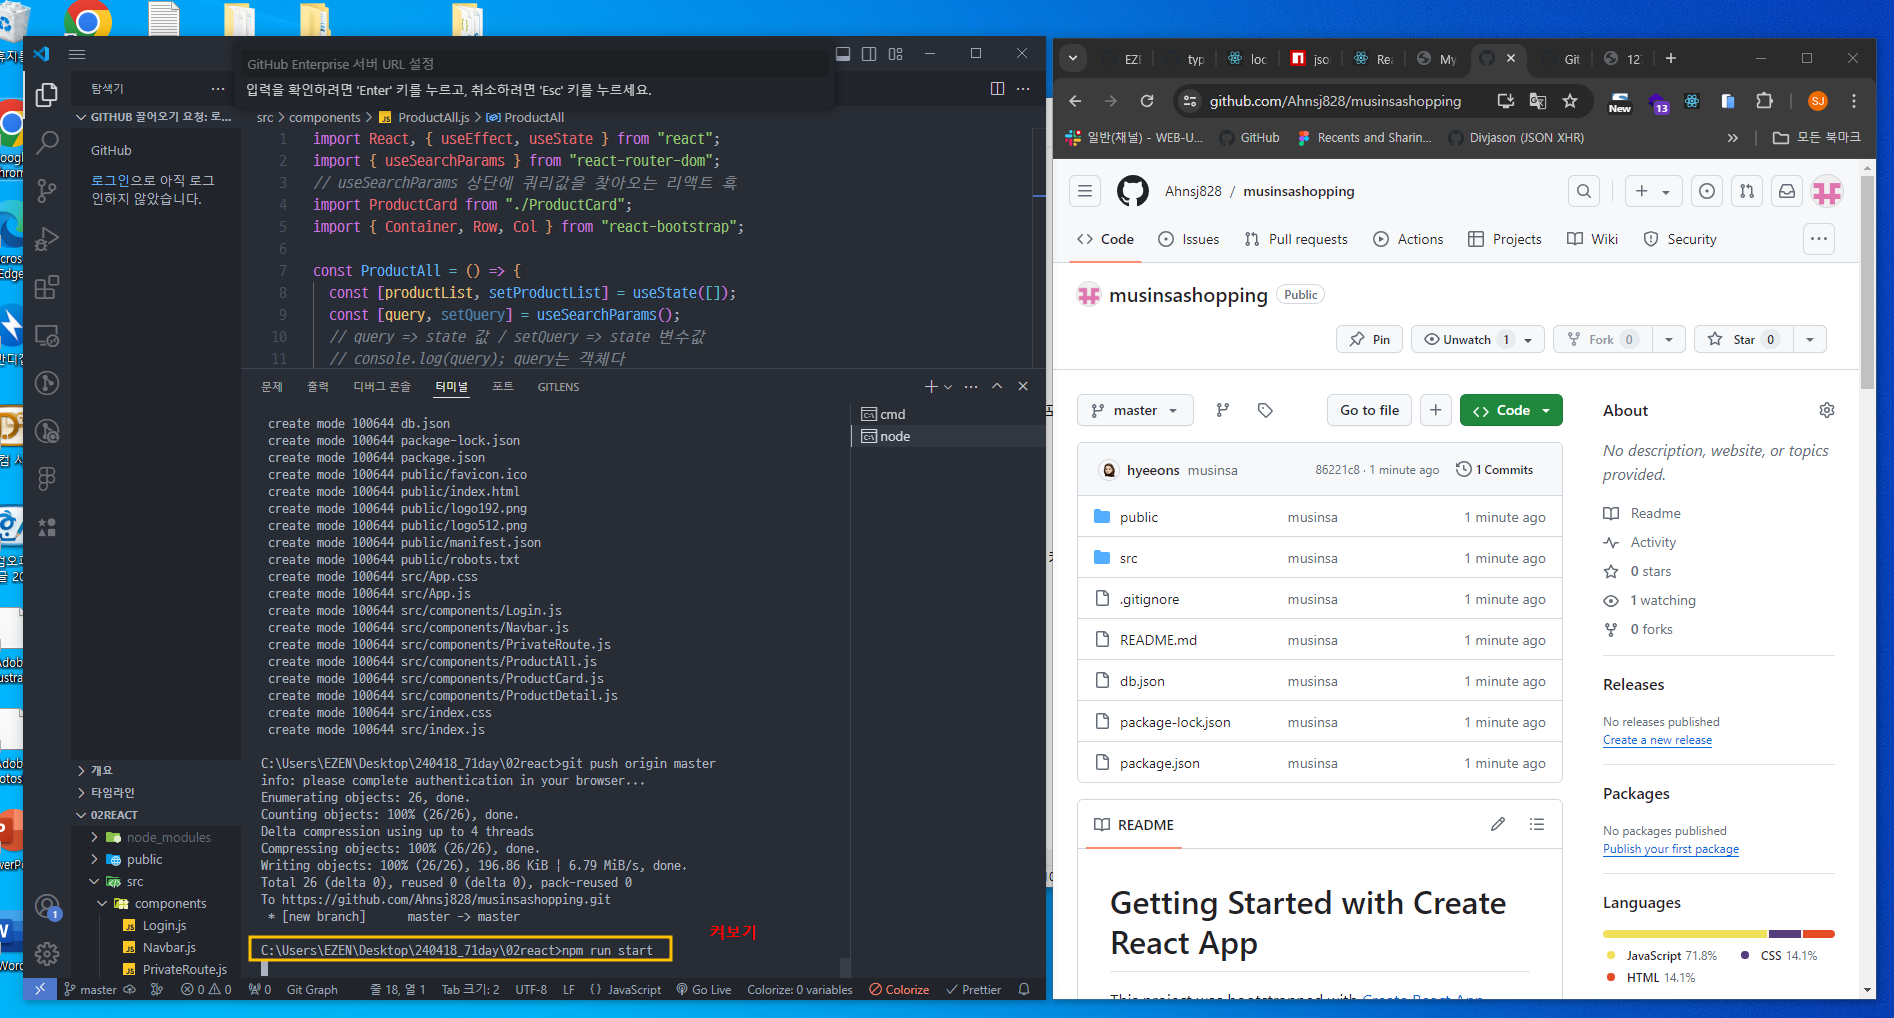 GitHub Enterprise 서버 URL 설정
입력을 확인하려면 'Enter' 키를 누르고, 취소하려면 'Esc' 키를 누르세요.
탐색기
GITHUB 끌어오기 요청: 로...
GitHub
로그인으로 아직 로그
인하지 않았습니다.
src > components > JS ProductAll.js > ProductAll
1 import React, { useEffect, useState } from "react";
2 import { useSearchParams } from "react-router-dom";
3 // useSearchParams 상단에 쿼리값을 찾아오는 리액트 훅
4 import ProductCard from "./ProductCard";
5 import { Container, Row, Col } from "react-bootstrap";
6
7 const ProductAll = () => {
8 const [productList, setProductList] = useState([]);
9 const [query, setQuery] = useSearchParams();
10 // query => state 값 / setQuery => state 변수값
11 // console.log(query); query는 객체다
문제 출력 디버그 콘솔 터미널 포트 GITLENS
cmd
node
create mode 100644 db.json
create mode 100644 package-lock.json
create mode 100644 package.json
create mode 100644 public/favicon.ico
create mode 100644 public/index.html
create mode 100644 public/logo192.png
create mode 100644 public/logo512.png
create mode 100644 public/manifest.json
create mode 100644 public/robots.txt
create mode 100644 src/App.css
create mode 100644 src/App.js
create mode 100644 src/components/Login.js
create mode 100644 src/components/Navbar.js
create mode 100644 src/components/PrivateRoute.js
create mode 100644 src/components/ProductAll.js
create mode 100644 src/components/ProductCard.js
create mode 100644 src/components/ProductDetail.js
create mode 100644 src/index.css
create mode 100644 src/index.js
C:\Users\EZEN\Desktop\240418_71day\02react>git push origin master
info: please complete authentication in your browser...
Enumerating objects: 26, done.
Counting objects: 100% (26/26), done.
Delta compression using up to 4 threads
Compressing objects: 100% (26/26), done.
Writing objects: 100% (26/26), 196.86 KiB | 6.79 MiB/s, done.
Total 26 (delta 0), reused 0 (delta 0), pack-reused 0
To https://github.com/Ahnsj828/musinsashopping.git
* [new branch] master -> master
켜보기
C:\Users\EZEN\Desktop\240418_71day\02react>npm run start
개요
타임라인
02REACT
node_modules
public
src
components
JS Login.js
JS Navbar.js
JS PrivateRoute.js
1
master 0 0 0 Git Graph 줄 18, 열 1 Tab 크기: 2 UTF-8 LF {} JavaScript Go Live Colorize: 0 variables Colorize Prettier
EZE typ loc jso Rea My Git 127
github.com/Ahnsj828/musinsashopping New 13 SJ
일반(채널) - WEB-U... GitHub Recents and Sharin... Divjason (JSON XHR) » 모든 북마크
Ahnsj828 / musinsashopping
Code Issues Pull requests Actions Projects Wiki Security
musinsashopping Public
Pin Unwatch 1 Fork 0 Star 0
master Go to file Code
hyeeons musinsa 86221c8 · 1 minute ago 1 Commits
public musinsa 1 minute ago
src musinsa 1 minute ago
.gitignore musinsa 1 minute ago
README.md musinsa 1 minute ago
db.json musinsa 1 minute ago
package-lock.json musinsa 1 minute ago
package.json musinsa 1 minute ago
README
Getting Started with Create
React App
This project was bootstrapped with Create React App
About
No description, website, or topics
provided.
Readme
Activity
0 stars
1 watching
0 forks
Releases
No releases published
Create a new release
Packages
No packages published
Publish your first package
Languages
JavaScript 71.8% CSS 14.1%
HTML 14.1%